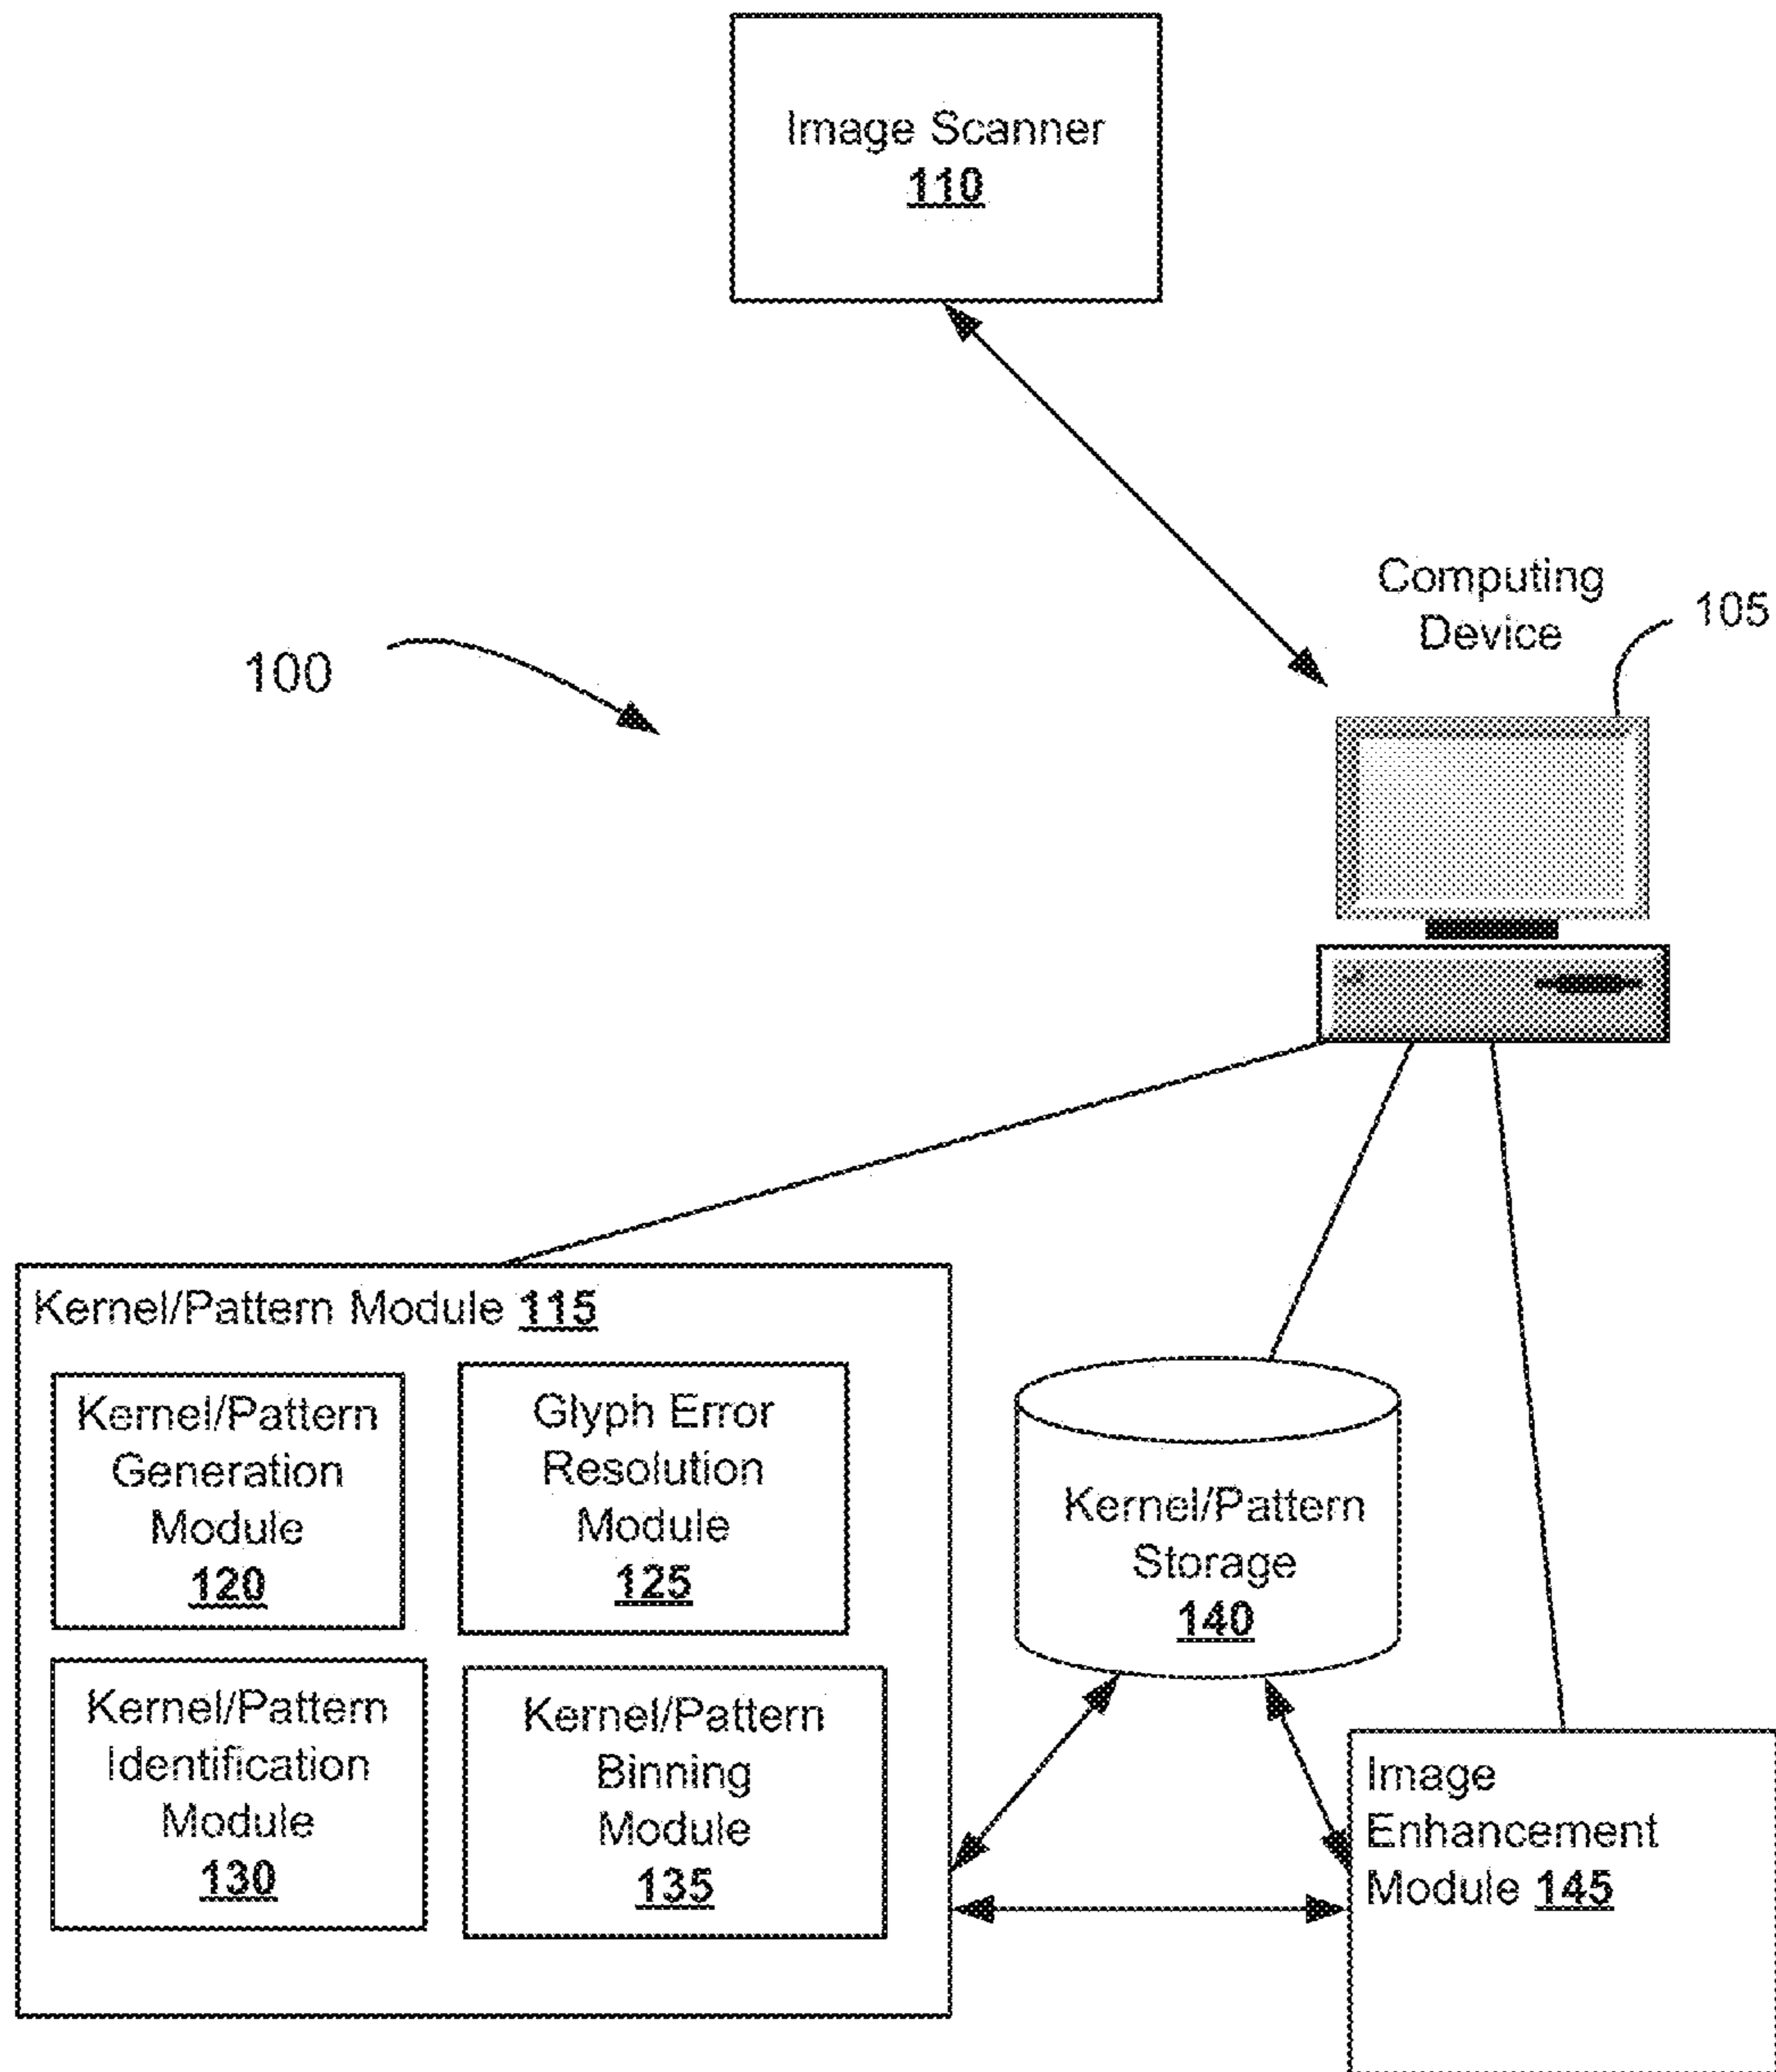 Image Scanner
110
Computing
Device
105
100
Kernel/Pattern Module 115
Kernel/Pattern
Generation
Module
120
Glyph Error
Resolution
Module
125
Kernel/Pattern
Identification
Module
130
Kernel/Pattern
Binning
Module
135
Kernel/Pattern
Storage
140
Image
Enhancement
Module 145